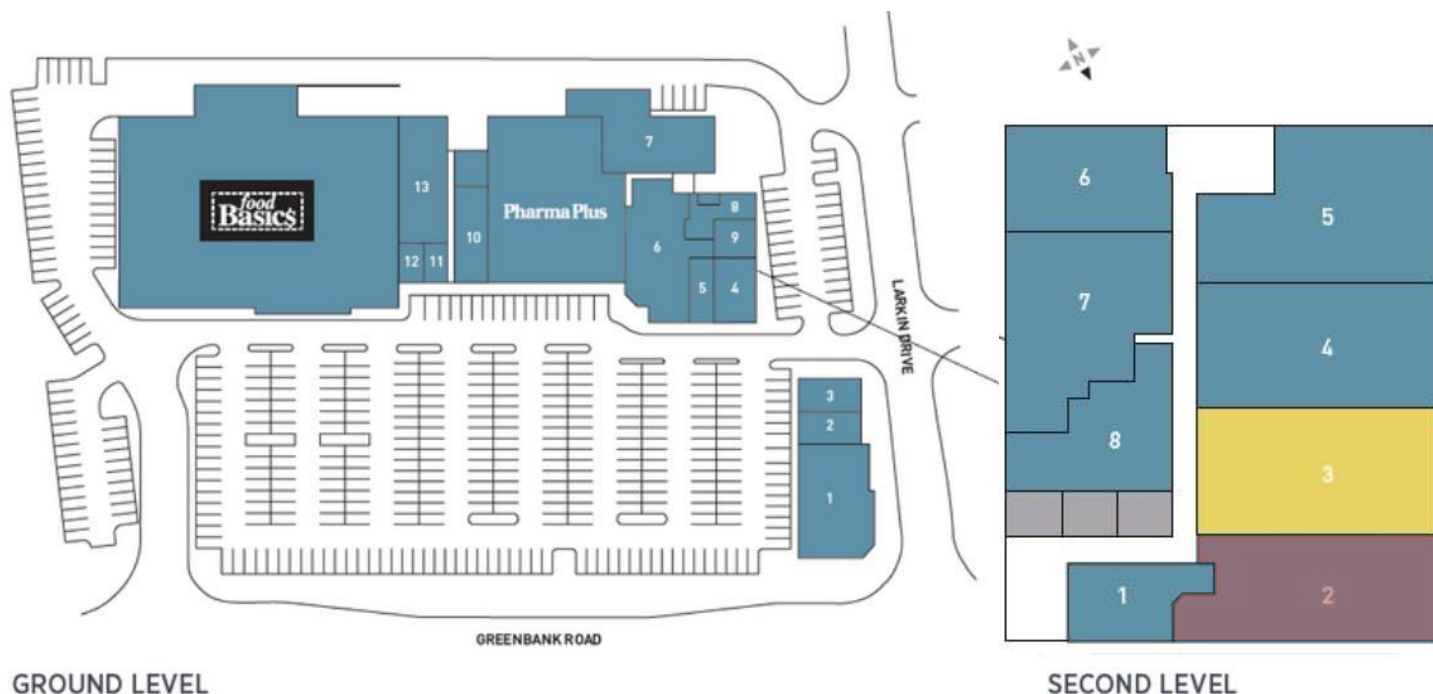 N
food
Basics
13
12
11
10
Pharma Plus
7
6
8
9
5
4
LARKIN DRIVE
3
2
1
GREENBANK ROAD
GROUND LEVEL
6
5
7
4
8
3
1
2
SECOND LEVEL